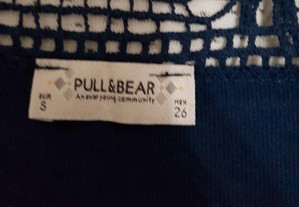 PULL&BEAR
An ever young community
EUR
S
MEX
26